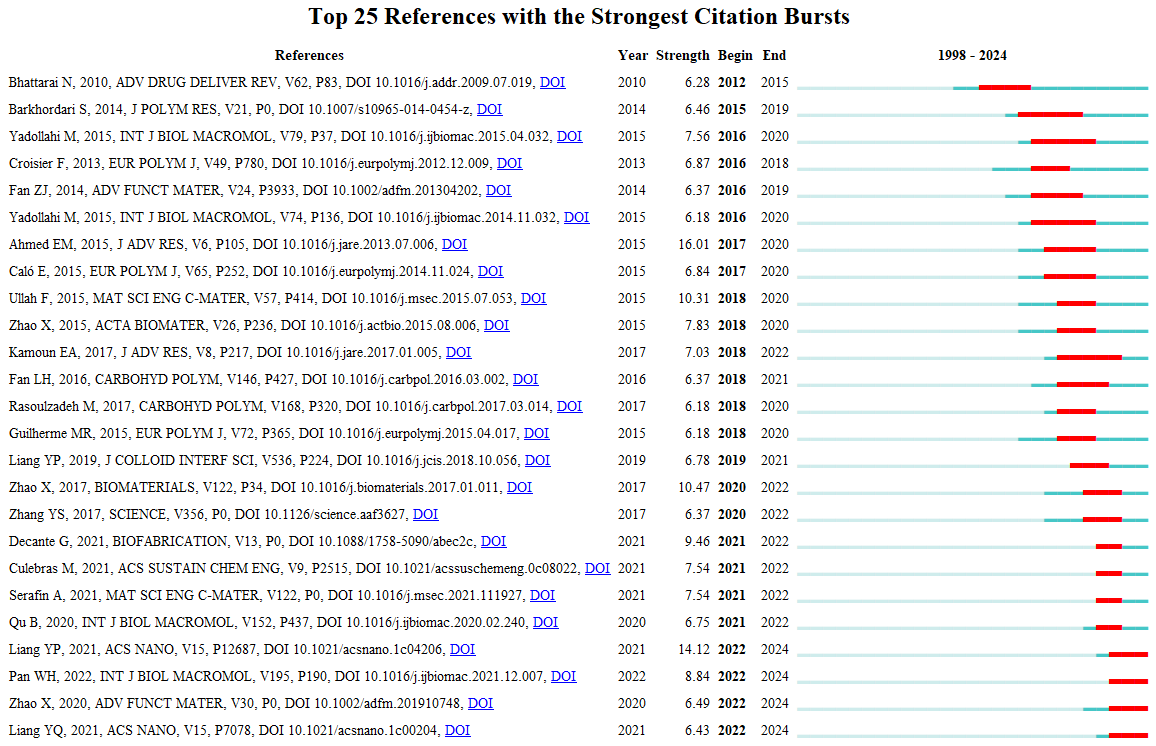 Top 25 References with the Strongest Citation Bursts
References Year Strength Begin End 1998 - 2024
Bhattarai N, 2010, ADV DRUG DELIVER REV, V62, P83, DOI 10.1016/j.addr.2009.07.019, DOI 2010 6.28 2012 2015
Barkhordari S, 2014, J POLYM RES, V21, P0, DOI 10.1007/s10965-014-0454-z, DOI 2014 6.46 2015 2019
Yadollahi M, 2015, INT J BIOL MACROMOL, V79, P37, DOI 10.1016/j.ijbiomac.2015.04.032, DOI 2015 7.56 2016 2020
Croisier F, 2013, EUR POLYM J, V49, P780, DOI 10.1016/j.eurpolymj.2012.12.009, DOI 2013 6.87 2016 2018
Fan ZJ, 2014, ADV FUNCT MATER, V24, P3933, DOI 10.1002/adfm.201304202, DOI 2014 6.37 2016 2019
Yadollahi M, 2015, INT J BIOL MACROMOL, V74, P136, DOI 10.1016/j.ijbiomac.2014.11.032, DOI 2015 6.18 2016 2020
Ahmed EM, 2015, J ADV RES, V6, P105, DOI 10.1016/j.jare.2013.07.006, DOI 2015 16.01 2017 2020
Caló E, 2015, EUR POLYM J, V65, P252, DOI 10.1016/j.eurpolymj.2014.11.024, DOI 2015 6.84 2017 2020
Ullah F, 2015, MAT SCI ENG C-MATER, V57, P414, DOI 10.1016/j.msec.2015.07.053, DOI 2015 10.31 2018 2020
Zhao X, 2015, ACTA BIOMATER, V26, P236, DOI 10.1016/j.actbio.2015.08.006, DOI 2015 7.83 2018 2020
Kamoun EA, 2017, J ADV RES, V8, P217, DOI 10.1016/j.jare.2017.01.005, DOI 2017 7.03 2018 2022
Fan LH, 2016, CARBOHYD POLYM, V146, P427, DOI 10.1016/j.carbpol.2016.03.002, DOI 2016 6.37 2018 2021
Rasoulzadeh M, 2017, CARBOHYD POLYM, V168, P320, DOI 10.1016/j.carbpol.2017.03.014, DOI 2017 6.18 2018 2020
Guilherme MR, 2015, EUR POLYM J, V72, P365, DOI 10.1016/j.eurpolymj.2015.04.017, DOI 2015 6.18 2018 2020
Liang YP, 2019, J COLLOID INTERF SCI, V536, P224, DOI 10.1016/j.jcis.2018.10.056, DOI 2019 6.78 2019 2021
Zhao X, 2017, BIOMATERIALS, V122, P34, DOI 10.1016/j.biomaterials.2017.01.011, DOI 2017 10.47 2020 2022
Zhang YS, 2017, SCIENCE, V356, P0, DOI 10.1126/science.aaf3627, DOI 2017 6.37 2020 2022
Decante G, 2021, BIOFABRICATION, V13, P0, DOI 10.1088/1758-5090/abec2c, DOI 2021 9.46 2021 2022
Culebras M, 2021, ACS SUSTAIN CHEM ENG, V9, P2515, DOI 10.1021/acssuschemeng.0c08022, DOI 2021 7.54 2021 2022
Serafin A, 2021, MAT SCI ENG C-MATER, V122, P0, DOI 10.1016/j.msec.2021.111927, DOI 2021 7.54 2021 2022
Qu B, 2020, INT J BIOL MACROMOL, V152, P437, DOI 10.1016/j.ijbiomac.2020.02.240, DOI 2020 6.75 2021 2022
Liang YP, 2021, ACS NANO, V15, P12687, DOI 10.1021/acsnano.1c04206, DOI 2021 14.12 2022 2024
Pan WH, 2022, INT J BIOL MACROMOL, V195, P190, DOI 10.1016/j.ijbiomac.2021.12.007, DOI 2022 8.84 2022 2024
Zhao X, 2020, ADV FUNCT MATER, V30, P0, DOI 10.1002/adfm.201910748, DOI 2020 6.49 2022 2024
Liang YQ, 2021, ACS NANO, V15, P7078, DOI 10.1021/acsnano.1c00204, DOI 2021 6.43 2022 2024